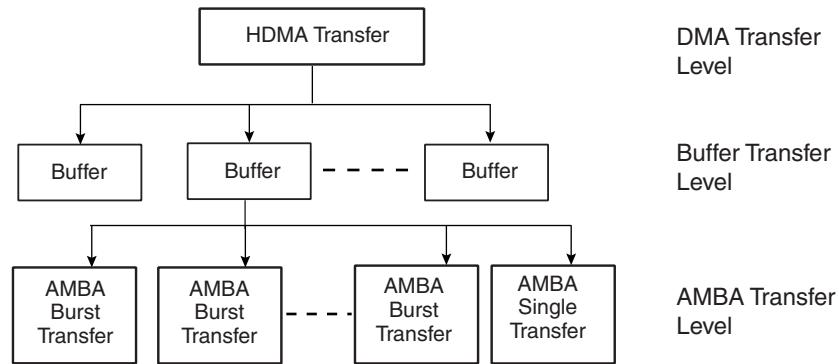 HDMA Transfer
DMA Transfer
Level
Buffer
Buffer
Buffer
Buffer Transfer
Level
AMBA
Burst
Transfer
AMBA
Burst
Transfer
AMBA
Burst
Transfer
AMBA
Single
Transfer
AMBA Transfer
Level